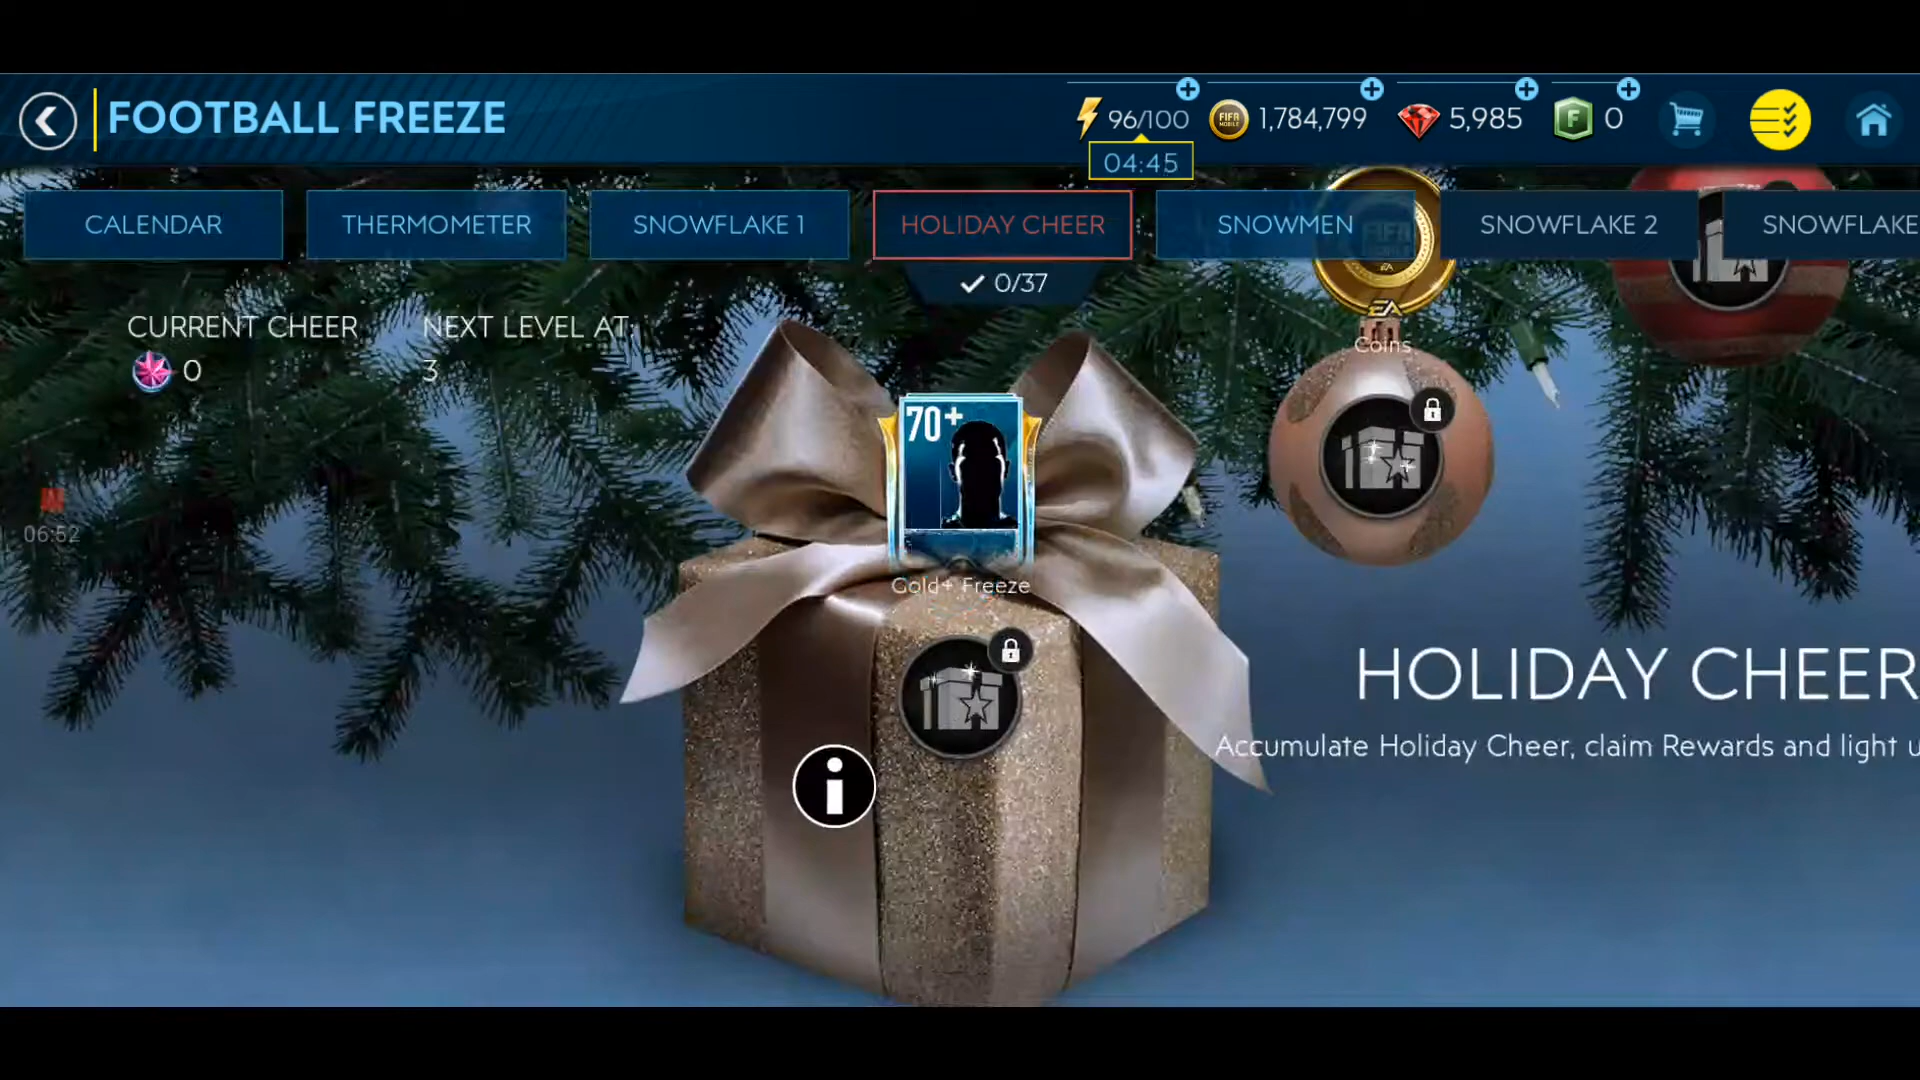 FOOTBALL FREEZE
96/100
1,784,799
5,985
0
04:45
CALENDAR
THERMOMETER
SNOWFLAKE 1
HOLIDAY CHEER
SNOWMEN
SNOWFLAKE 2
SNOWFLAKE
0/37
CURRENT CHEER
0
NEXT LEVEL AT:
3
EA
Coins
70+
Gold+ Freeze
06:52
HOLIDAY CHEER
Accumulate Holiday Cheer, claim Rewards and light u